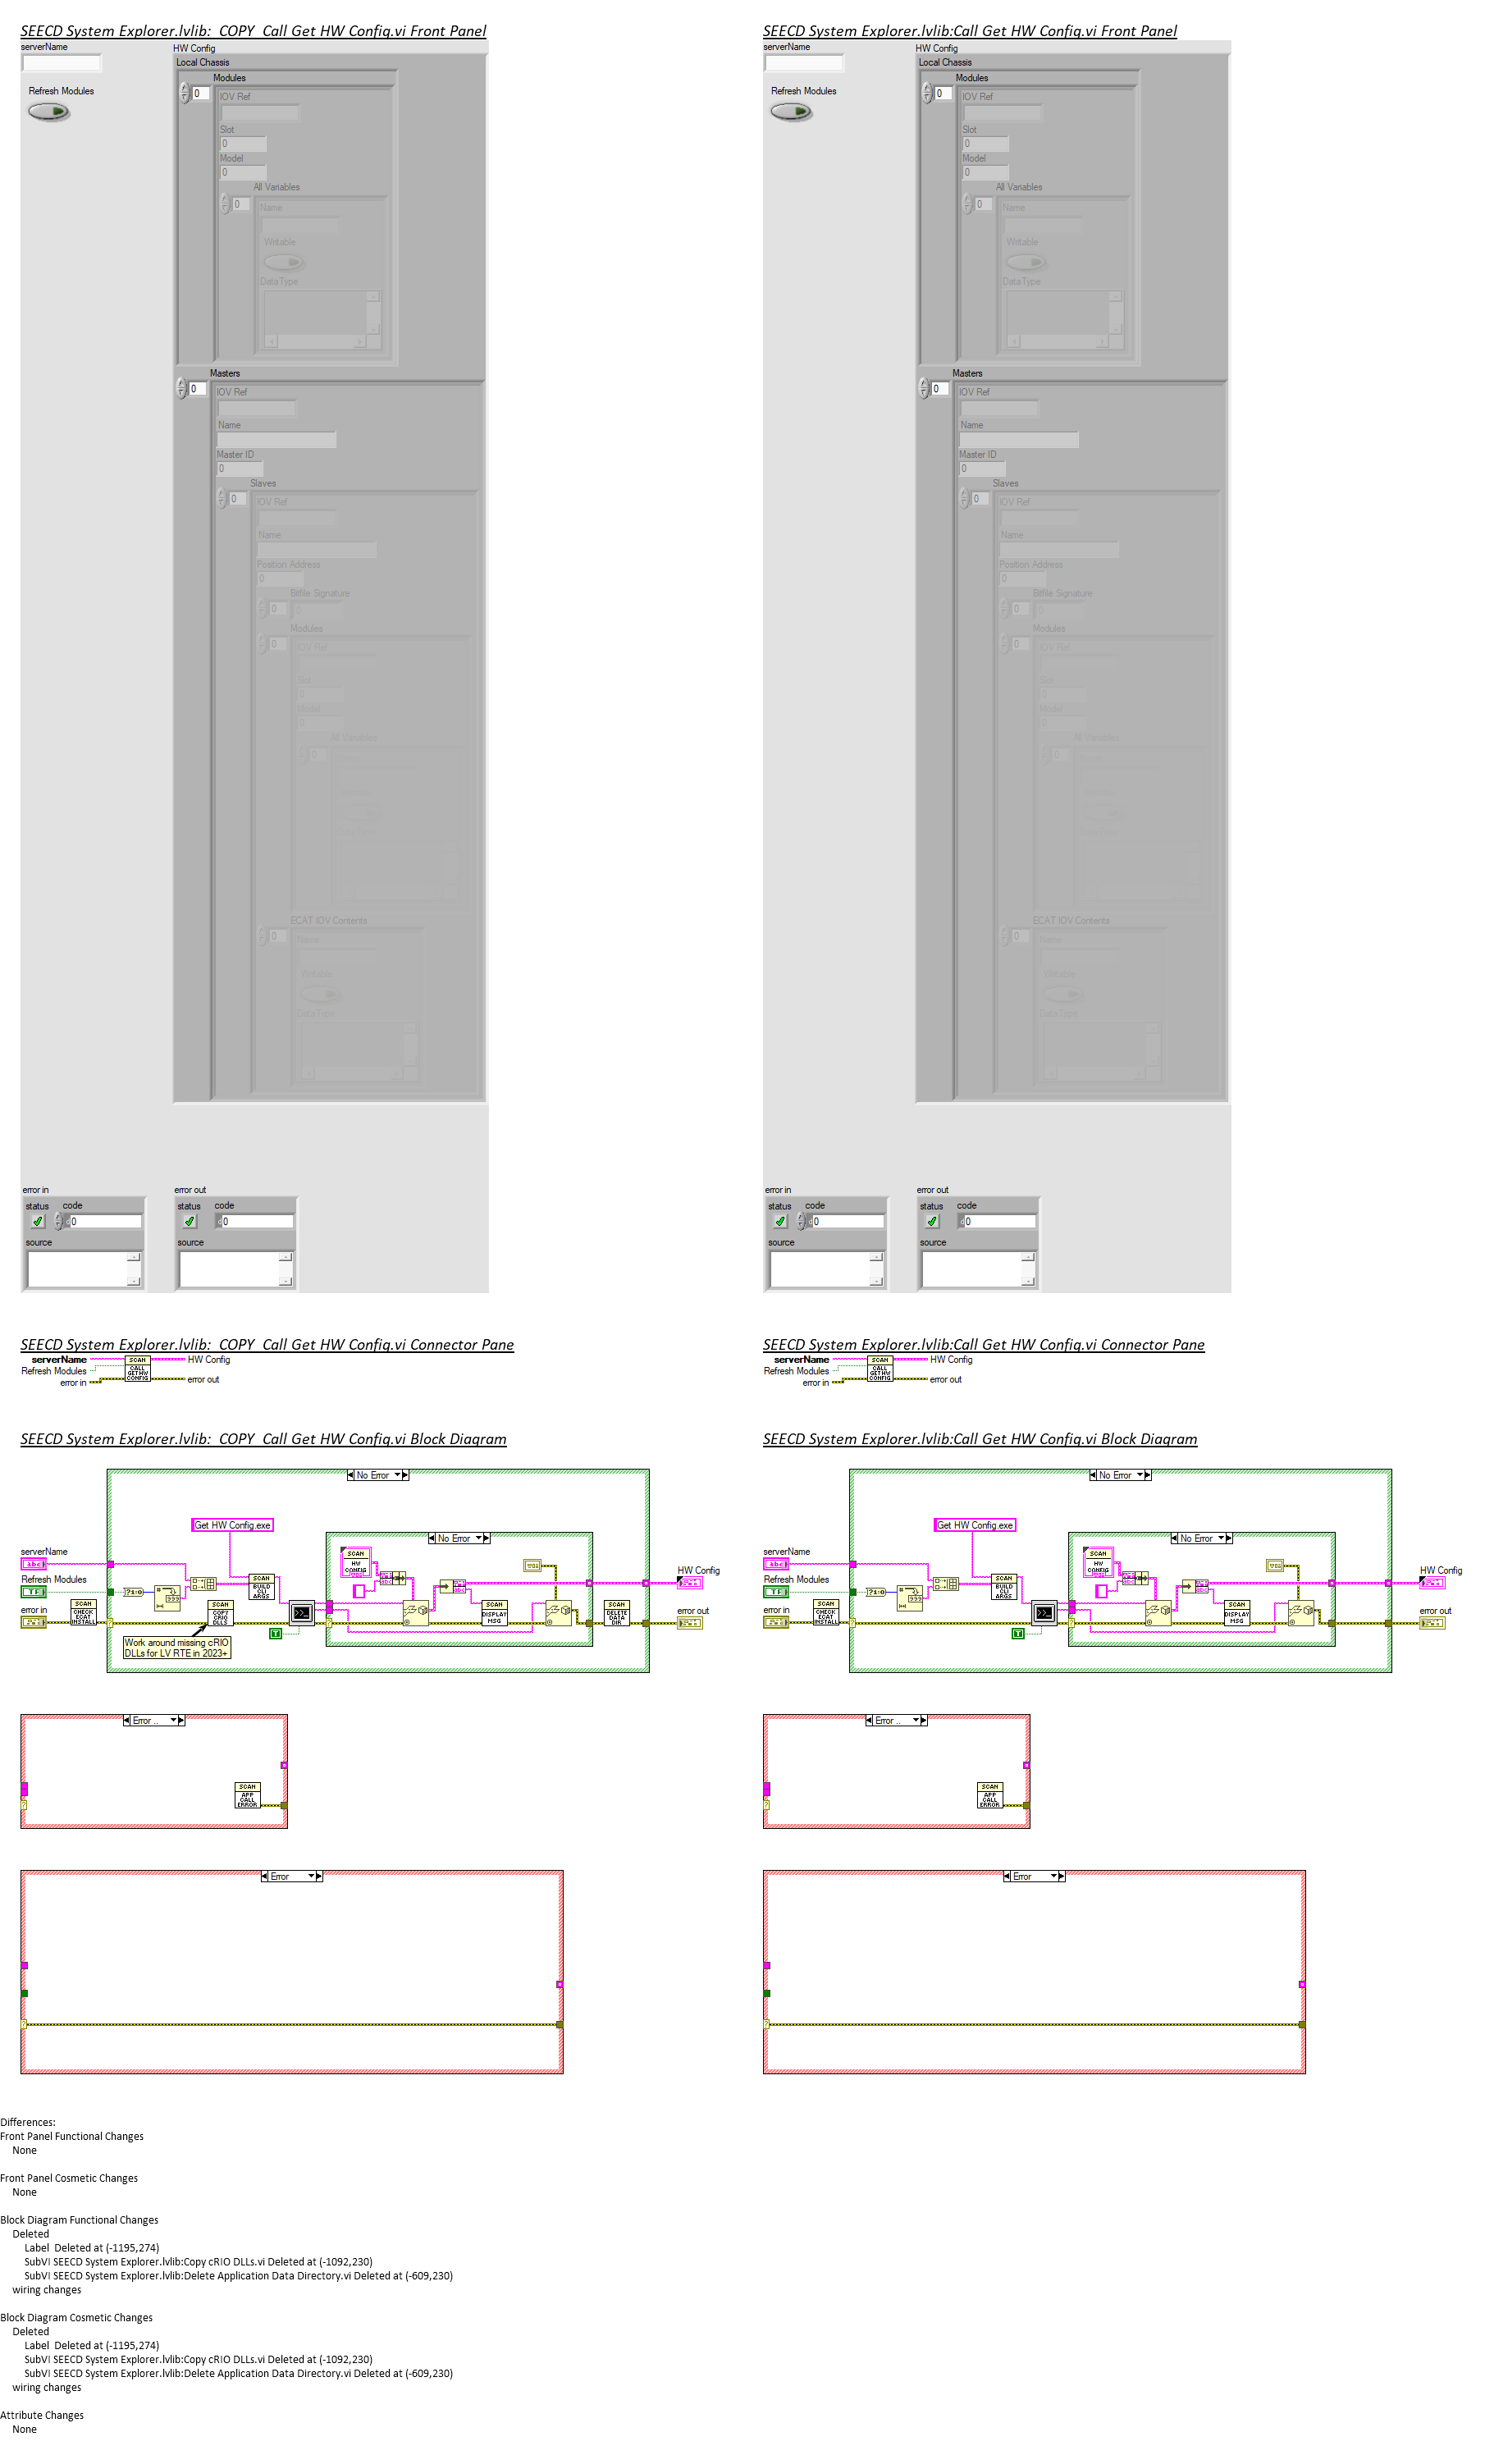 SEECD System Explorer.lvlib:_COPY_Call Get HW Config.vi Front Panel
serverName
Refresh Modules
HW Config
Local Chassis
Modules
0
IOV Ref
Slot
0
Model
0
All Variables
0
Name
Writable
DataType
Masters
0
IOV Ref
Name
Master ID
0
Slaves
0
IOV Ref
Name
Position Address
0
Bitfile Signature
0
0
Modules
0
IOV Ref
Slot
0
Model
0
All Variables
0
ECAT IOV Contents
0
Name
Writable
DataType
error in
status
code
0
source
error out
status
code
0
source
SEECD System Explorer.lvlib:Call Get HW Config.vi Front Panel
serverName
Refresh Modules
HW Config
Local Chassis
Modules
0
IOV Ref
Slot
0
Model
0
All Variables
0
Name
Writable
DataType
Masters
0
IOV Ref
Name
Master ID
0
Slaves
0
IOV Ref
Name
Position Address
0
Bitfile Signature
0
0
Modules
0
IOV Ref
Slot
0
Model
0
All Variables
0
ECAT IOV Contents
0
Name
Writable
DataType
error in
status
code
0
source
error out
status
code
0
source
SEECD System Explorer.lvlib:_COPY_Call Get HW Config.vi Connector Pane
serverName
Refresh Modules
error in
SCAN
CALL
GETHW
CONFIG
HW Config
error out
SEECD System Explorer.lvlib:Call Get HW Config.vi Connector Pane
serverName
Refresh Modules
error in
SCAN
CALL
GETHW
CONFIG
HW Config
error out
SEECD System Explorer.lvlib:_COPY_Call Get HW Config.vi Block Diagram
No Error
Get HW Config.exe
No Error
serverName
abc
Refresh Modules
TF
error in
SCAN
CHECK
ECAT
INSTALL
?1:0
SCAN
COPY
CRIO
DLLS
SCAN
BUILD
CLI
ARGS
Work around missing cRIO
DLLs for LV RTE in 2023+
T
SCAN
HW
CONFIG
SCAN
DISPLAY
MSG
SCAN
DELETE
DATA
DIR
HW Config
error out
Error ..
SCAN
APP
CALL
ERROR
Error
SEECD System Explorer.lvlib:Call Get HW Config.vi Block Diagram
No Error
Get HW Config.exe
No Error
serverName
abc
Refresh Modules
TF
error in
SCAN
CHECK
ECAT
INSTALL
?1:0
SCAN
BUILD
CLI
ARGS
T
SCAN
HW
CONFIG
SCAN
DISPLAY
MSG
HW Config
error out
Error ..
SCAN
APP
CALL
ERROR
Error
Differences:
Front Panel Functional Changes
None
Front Panel Cosmetic Changes
None
Block Diagram Functional Changes
Deleted
Label  Deleted at (-1195,274)
SubVI SEECD System Explorer.lvlib:Copy cRIO DLLs.vi Deleted at (-1092,230)
SubVI SEECD System Explorer.lvlib:Delete Application Data Directory.vi Deleted at (-609,230)
wiring changes
Block Diagram Cosmetic Changes
Deleted
Label  Deleted at (-1195,274)
SubVI SEECD System Explorer.lvlib:Copy cRIO DLLs.vi Deleted at (-1092,230)
SubVI SEECD System Explorer.lvlib:Delete Application Data Directory.vi Deleted at (-609,230)
wiring changes
Attribute Changes
None